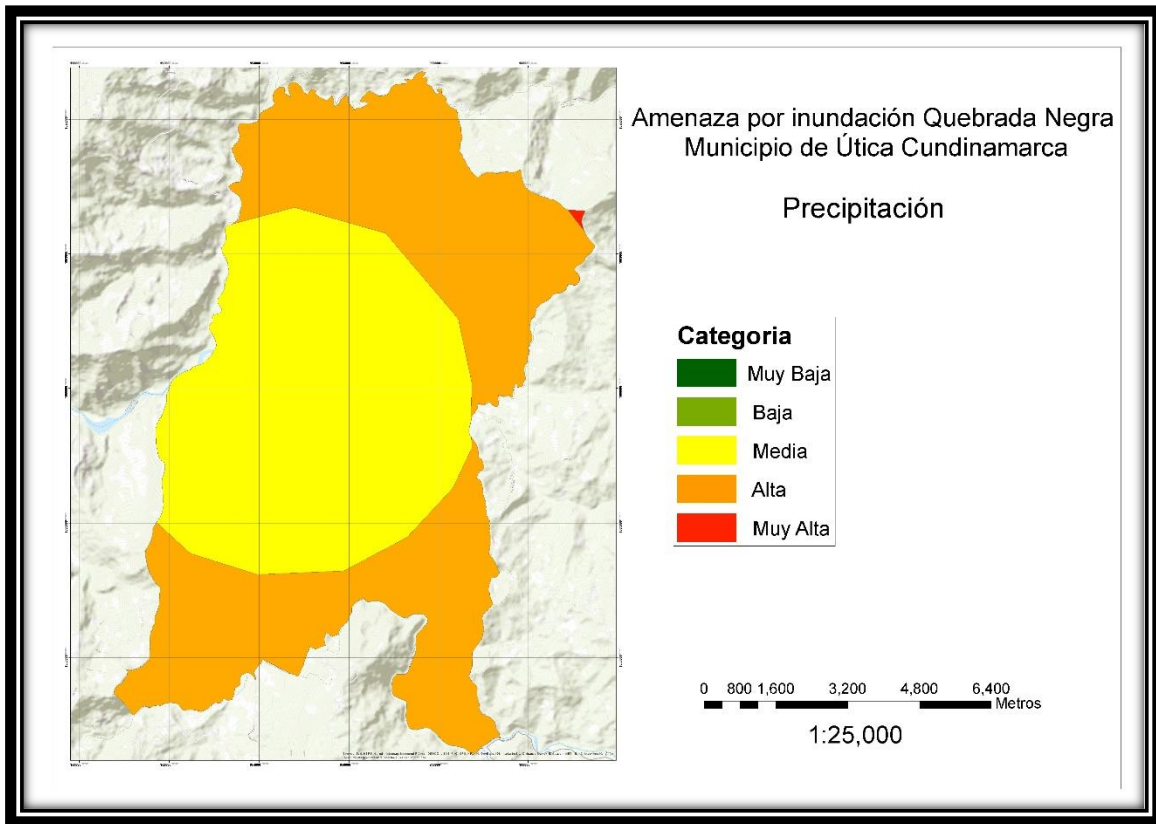 Amenaza por inundación Quebrada Negra
Municipio de Útica Cundinamarca
Precipitación
Categoria
Muy Baja
Baja
Media
Alta
Muy Alta
0 800 1,600 3,200 4,800 6,400
Metros
1:25,000